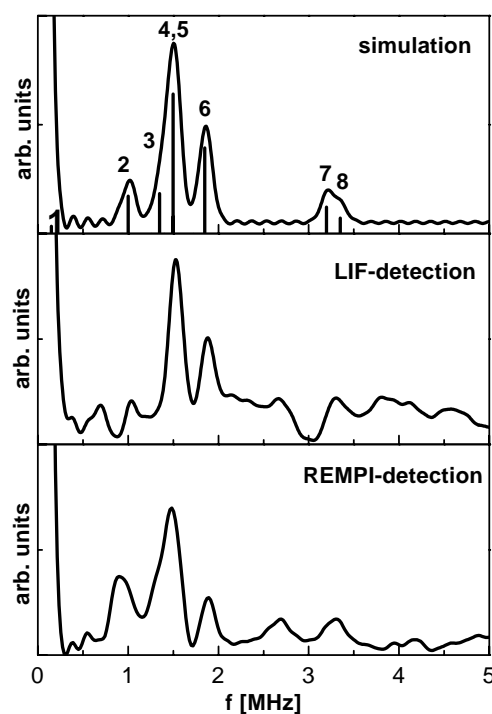 4,5
simulation
6
3
2
7
8
1
arb. units
LIF-detection
arb. units
REMPI-detection
arb. units
0 1 2 3 4 5
f [MHz]